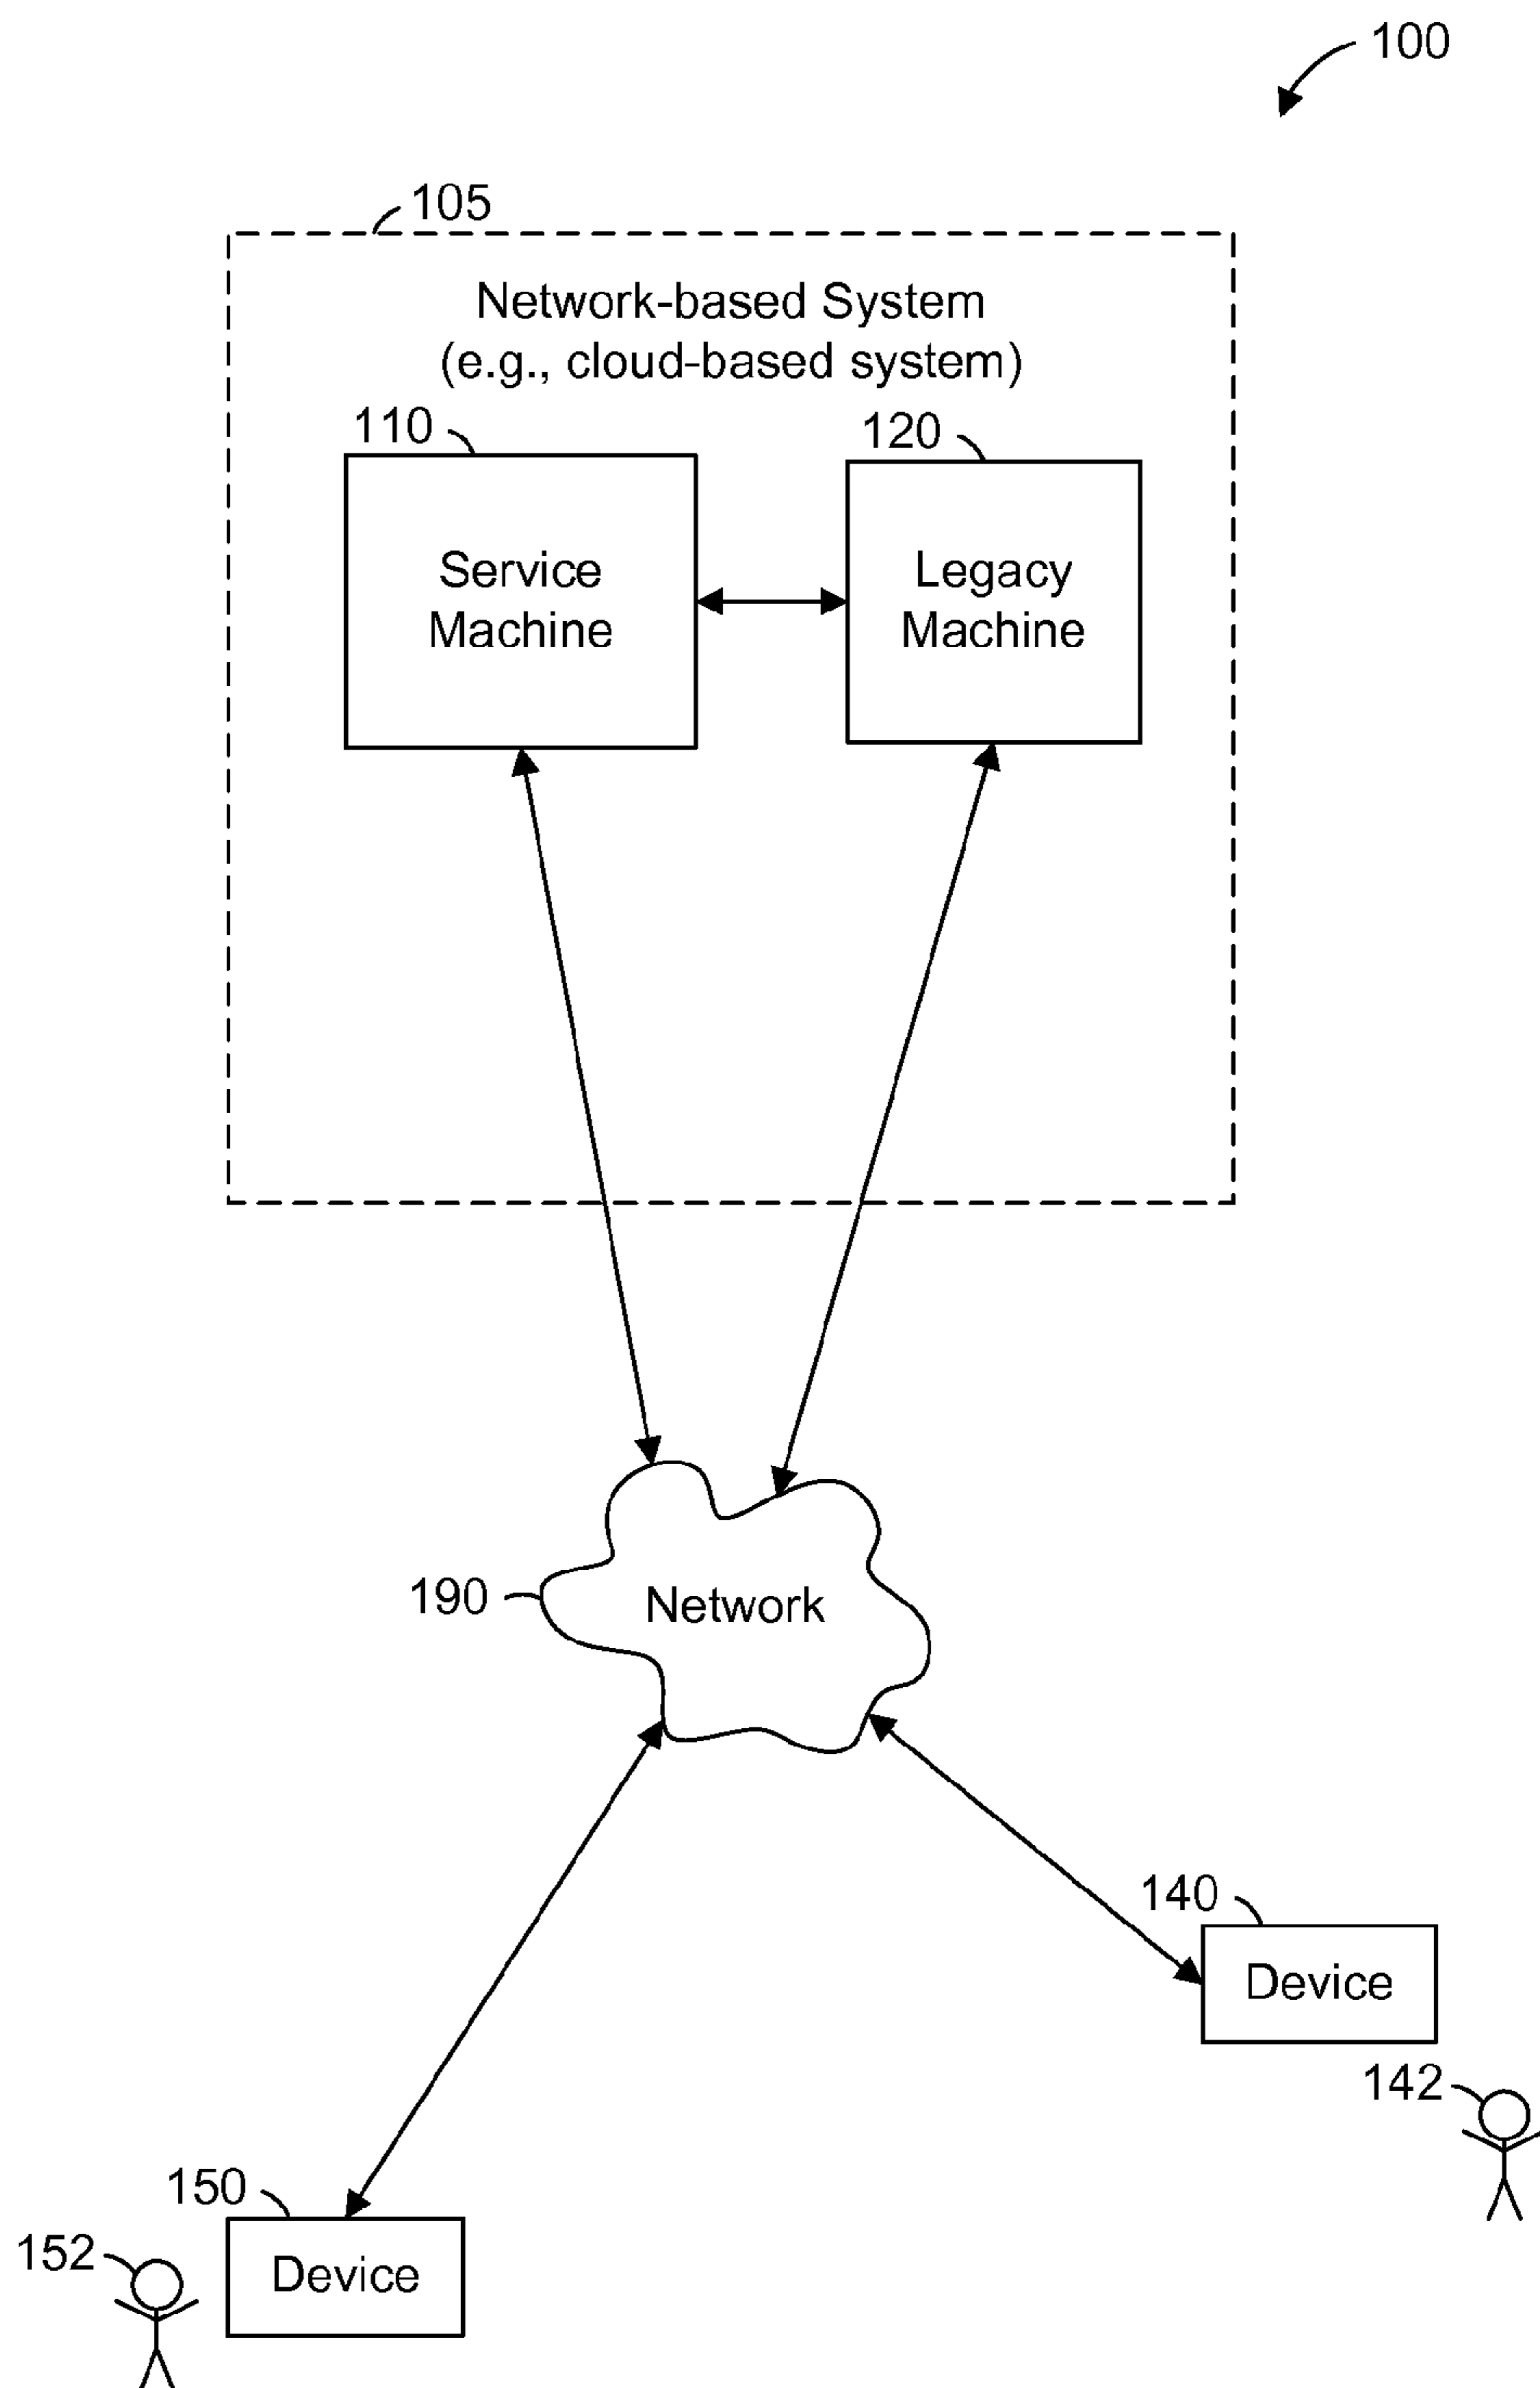 100
105
Network-based System
(e.g., cloud-based system)
110
120
Service
Machine
Legacy
Machine
190
Network
140
Device
142
150
152
Device